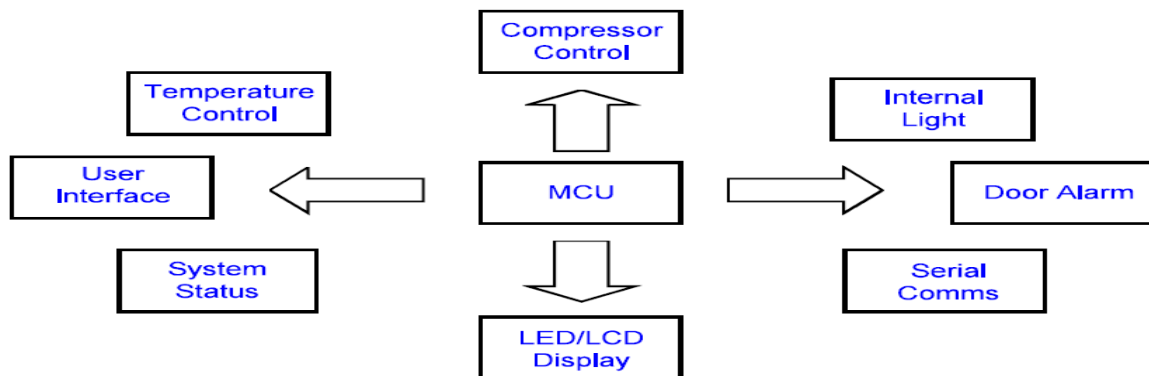 Compressor
Control
Temperature
Control
Internal
Light
User
Interface
MCU
Door Alarm
System
Status
Serial
Comms
LED/LCD
Display